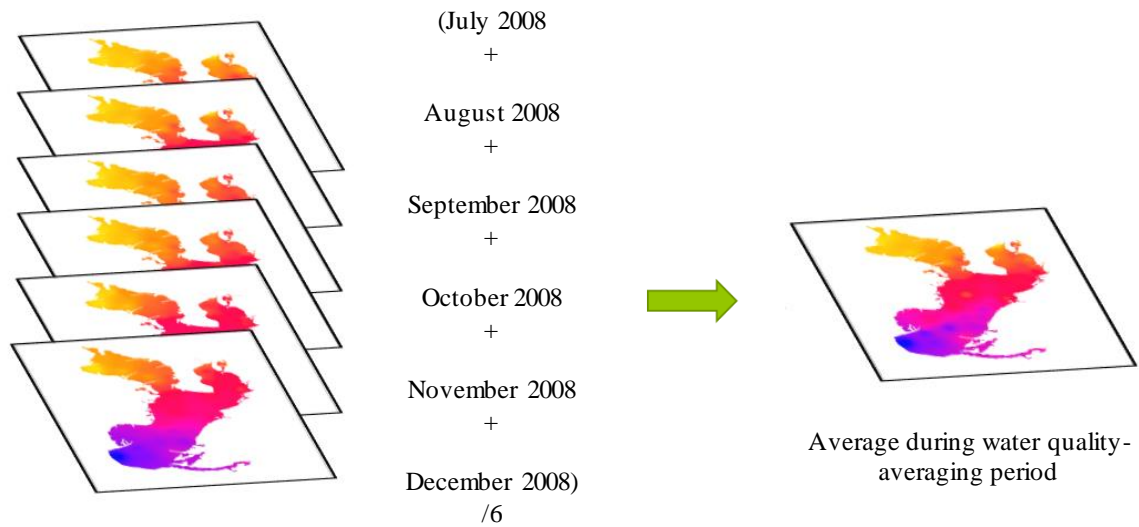 (July 2008
+
August 2008
+
September 2008
+
October 2008
+
November 2008
+
December 2008)
/6
Average during water quality-
averaging period